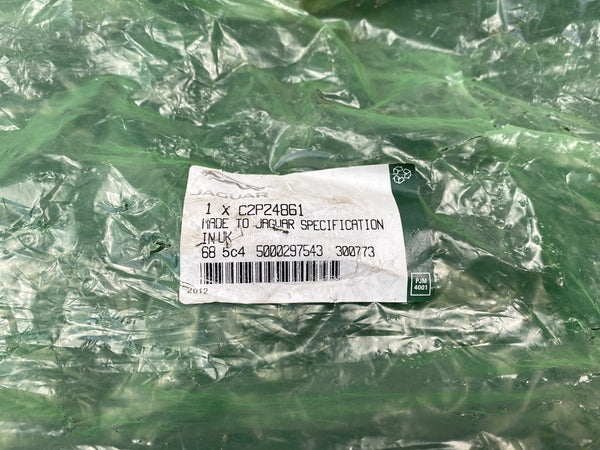 JAGUAR
1 X C2P24861
MADE TO JAGUAR SPECIFICATION
IN UK
68 5c4 5000297543 300773
2012
PJM
4001